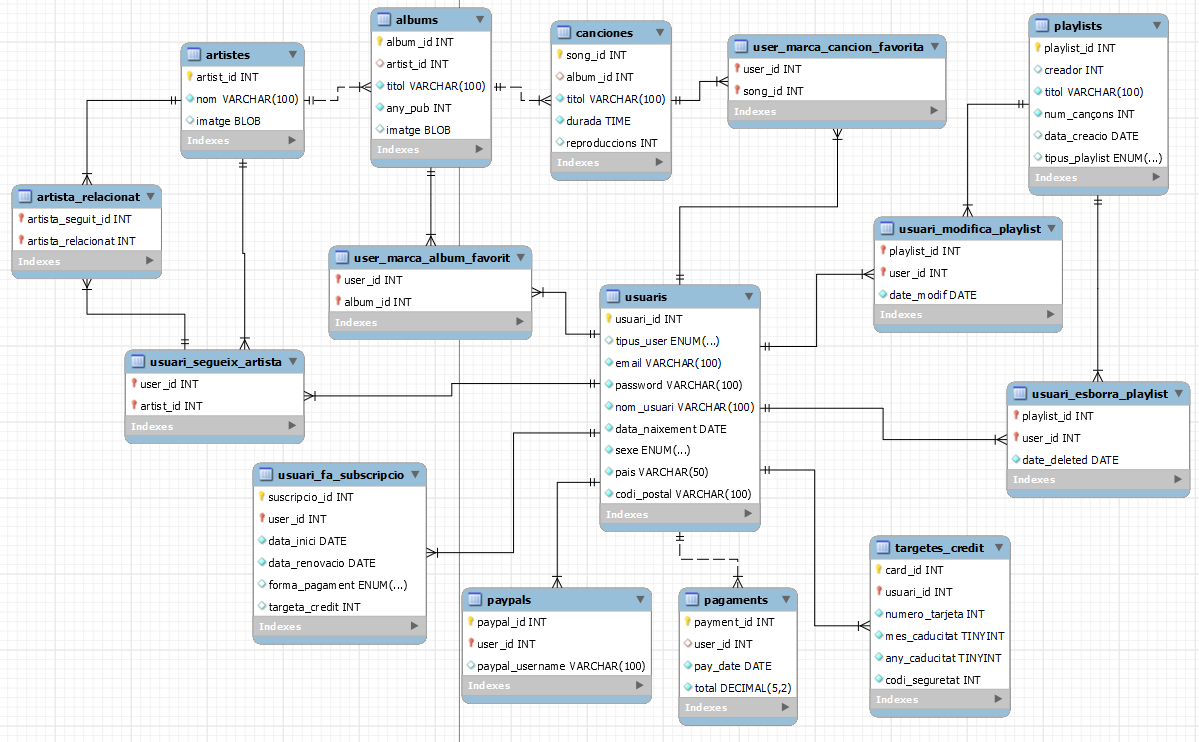 artistes
artist_id INT
nom VARCHAR(100)
imatge BLOB
Indexes
albums
album_id INT
artist_id INT
titol VARCHAR(100)
any_pub INT
imatge BLOB
Indexes
canciones
song_id INT
album_id INT
titol VARCHAR(100)
durada TIME
reproduccions INT
Indexes
user_marca_cancion_favorita
user_id INT
song_id INT
Indexes
playlists
playlist_id INT
creador INT
titol VARCHAR(100)
num_cançons INT
data_creacio DATE
tipus_playlist ENUM(...)
Indexes
artista_relacionat
artista_seguit_id INT
artista_relacionat INT
Indexes
user_marca_album_favorit
user_id INT
album_id INT
Indexes
usuari_modifica_playlist
playlist_id INT
user_id INT
date_modif DATE
Indexes
usuaris
usuari_id INT
tipus_user ENUM(...)
email VARCHAR(100)
password VARCHAR(100)
nom_usuari VARCHAR(100)
data_naixement DATE
sexe ENUM(...)
pais VARCHAR(50)
codi_postal VARCHAR(100)
Indexes
usuari_segueix_artista
user_id INT
artist_id INT
Indexes
usuari_esborra_playlist
playlist_id INT
user_id INT
date_deleted DATE
Indexes
usuari_fa_subscripcio
suscripcio_id INT
user_id INT
data_inici DATE
data_renovacio DATE
forma_pagament ENUM(...)
targeta_credit INT
Indexes
paypals
paypal_id INT
user_id INT
paypal_username VARCHAR(100)
Indexes
pagaments
payment_id INT
user_id INT
pay_date DATE
total DECIMAL(5,2)
Indexes
targetes_credit
card_id INT
usuari_id INT
numero_tarjeta INT
mes_caducitat TINYINT
any_caducitat TINYINT
codi_seguretat INT
Indexes